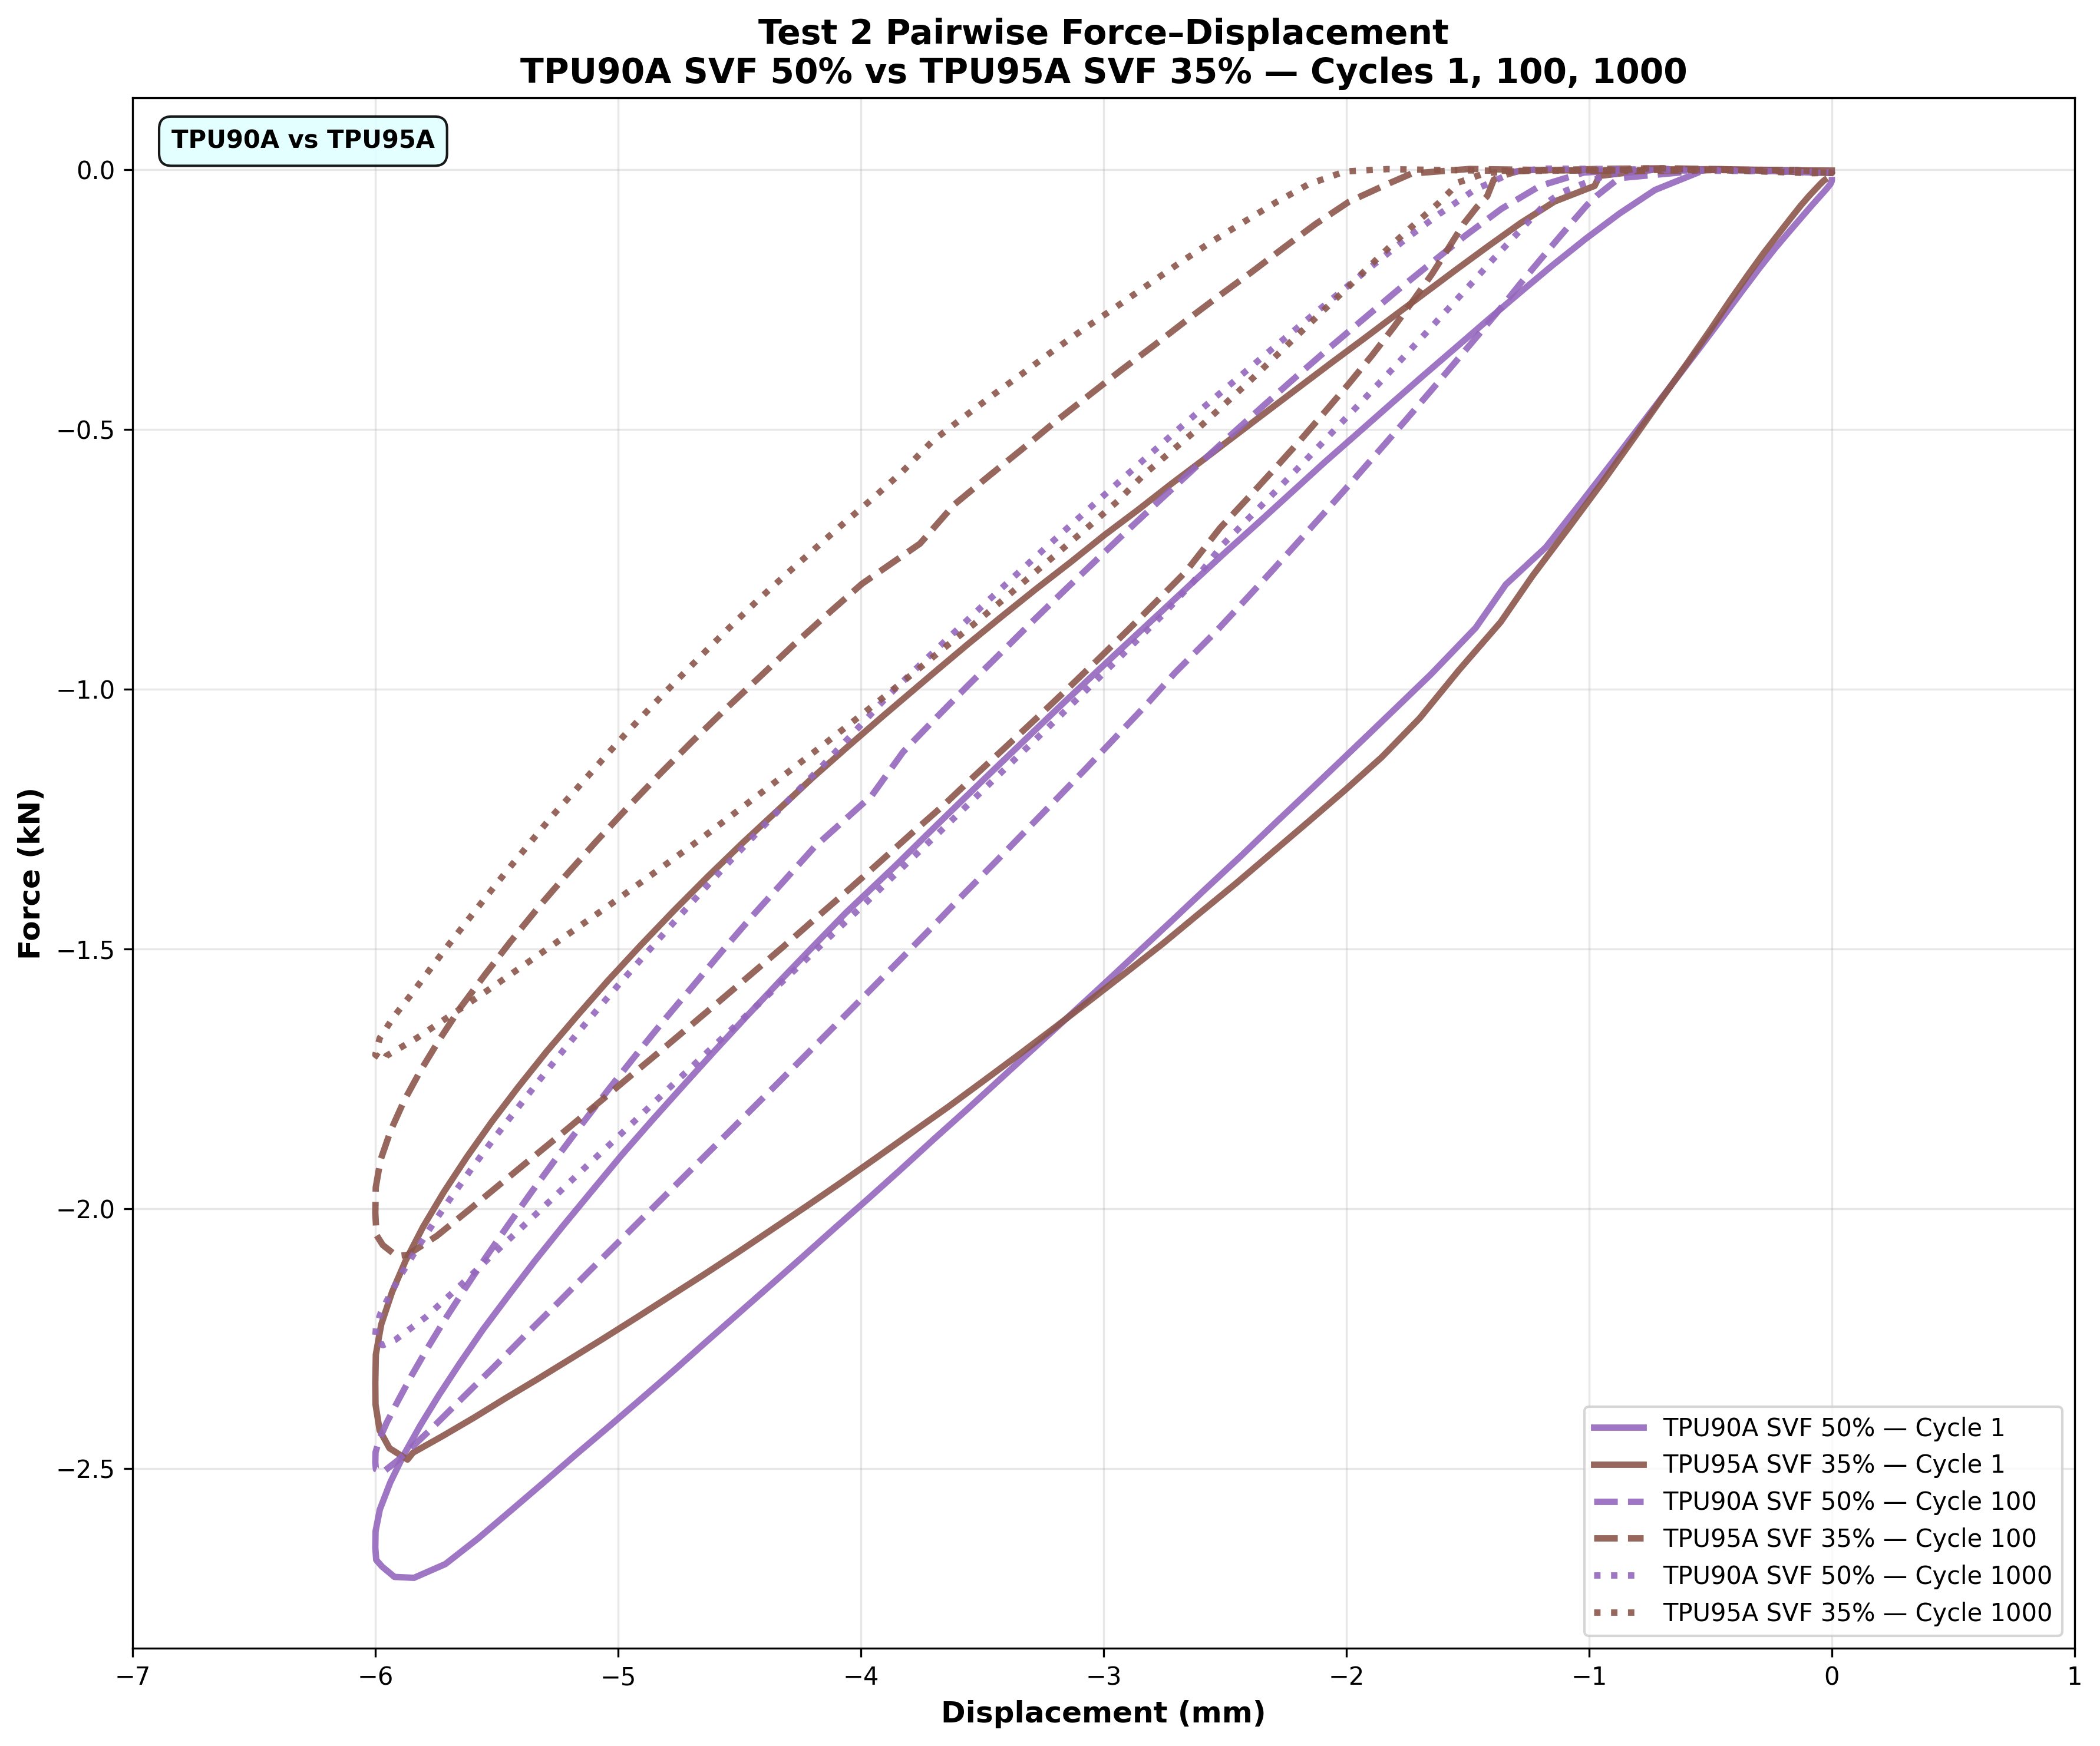 Test 2 Pairwise Force–Displacement
TPU90A SVF 50% vs TPU95A SVF 35% — Cycles 1, 100, 1000
TPU90A vs TPU95A
0.0
−0.5
−1.0
−1.5
−2.0
−2.5
Force (kN)
TPU90A SVF 50% — Cycle 1
TPU95A SVF 35% — Cycle 1
TPU90A SVF 50% — Cycle 100
TPU95A SVF 35% — Cycle 100
TPU90A SVF 50% — Cycle 1000
TPU95A SVF 35% — Cycle 1000
−7 −6 −5 −4 −3 −2 −1 0 1
Displacement (mm)